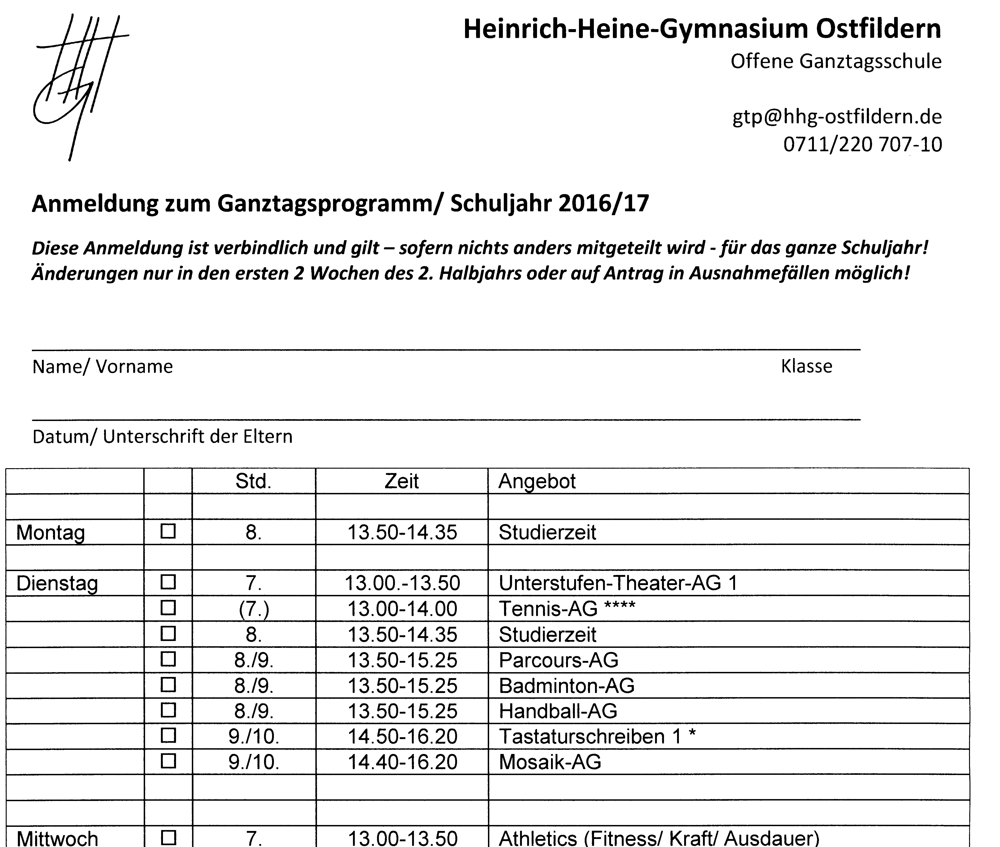 Heinrich-Heine-Gymnasium Ostfildern
Offene Ganztagsschule
gtp@hhg-ostfildern.de
0711/220 707-10
Anmeldung zum Ganztagsprogramm/ Schuljahr 2016/17
Diese Anmeldung ist verbindlich und gilt – sofern nichts anders mitgeteilt wird - für das ganze Schuljahr!
Änderungen nur in den ersten 2 Wochen des 2. Halbjahrs oder auf Antrag in Ausnahmefällen möglich!
Name/ Vorname Klasse
Datum/ Unterschrift der Eltern
Std. Zeit Angebot
Montag ☐ 8. 13.50-14.35 Studierzeit
Dienstag ☐ 7. 13.00.-13.50 Unterstufen-Theater-AG 1
☐ (7.) 13.00-14.00 Tennis-AG ****
☐ 8. 13.50-14.35 Studierzeit
☐ 8./9. 13.50-15.25 Parcours-AG
☐ 8./9. 13.50-15.25 Badminton-AG
☐ 8./9. 13.50-15.25 Handball-AG
☐ 9./10. 14.50-16.20 Tastaturschreiben 1 *
☐ 9./10. 14.40-16.20 Mosaik-AG
Mittwoch ☐ 7. 13.00-13.50 Athletics (Fitness/ Kraft/ Ausdauer)